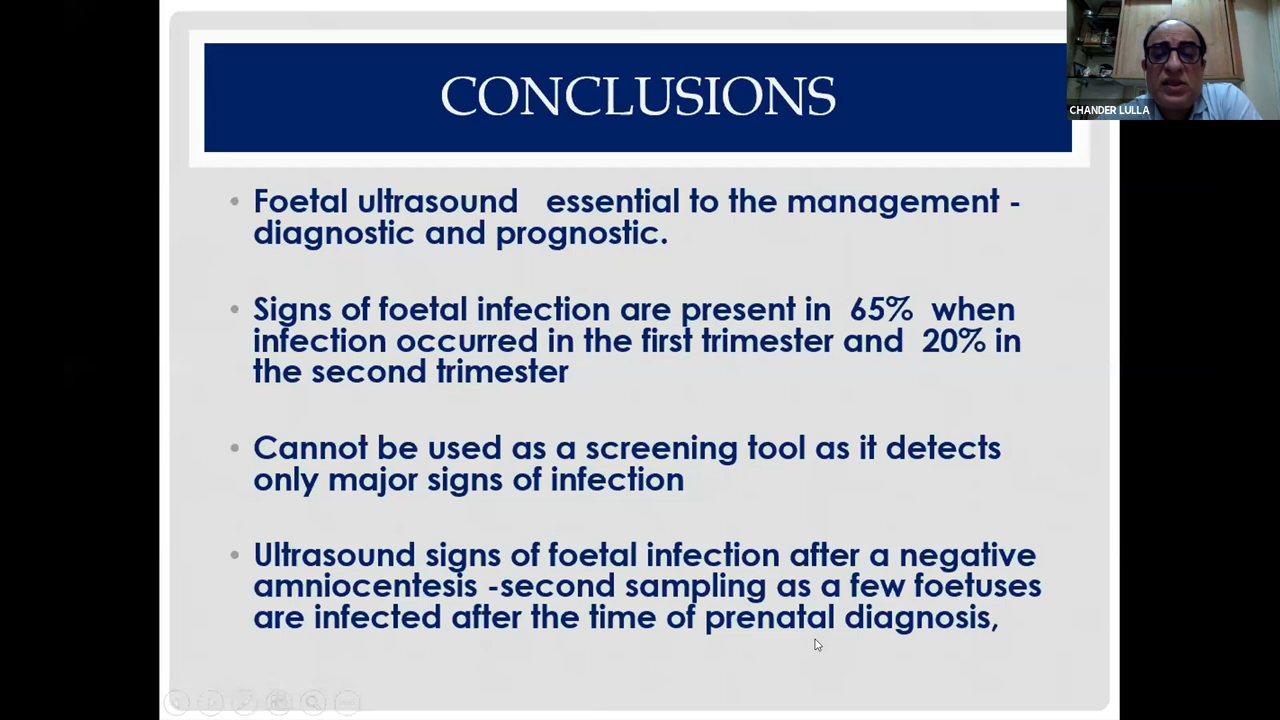 CONCLUSIONS
CHANDER LULLA
• Foetal ultrasound essential to the management -
diagnostic and prognostic.
• Signs of foetal infection are present in 65% when
infection occurred in the first trimester and 20% in
the second trimester
• Cannot be used as a screening tool as it detects
only major signs of infection
• Ultrasound signs of foetal infection after a negative
amniocentesis -second sampling as a few foetuses
are infected after the time of prenatal diagnosis,